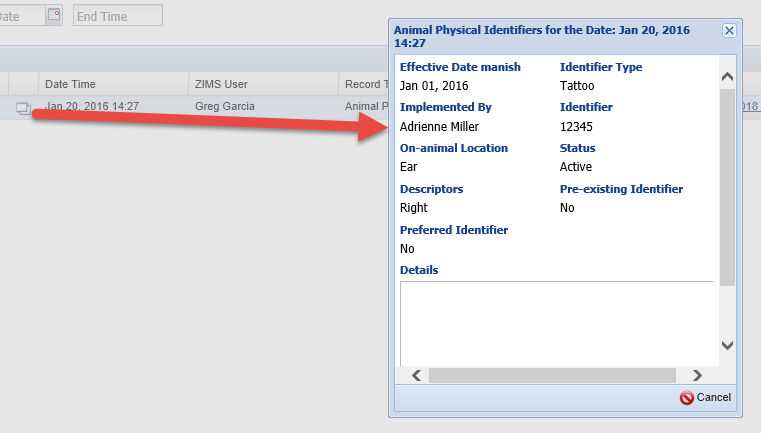 Date
End Time
Date Time ZIMS User Record T
Jan 20, 2016 14:27 Greg Garcia Animal P 018
Animal Physical Identifiers for the Date: Jan 20, 2016
14:27
Effective Date manish Identifier Type
Jan 01, 2016 Tattoo
Implemented By Identifier
Adrienne Miller 12345
On-animal Location Status
Ear Active
Descriptors Pre-existing Identifier
Right No
Preferred Identifier
No
Details
Cancel